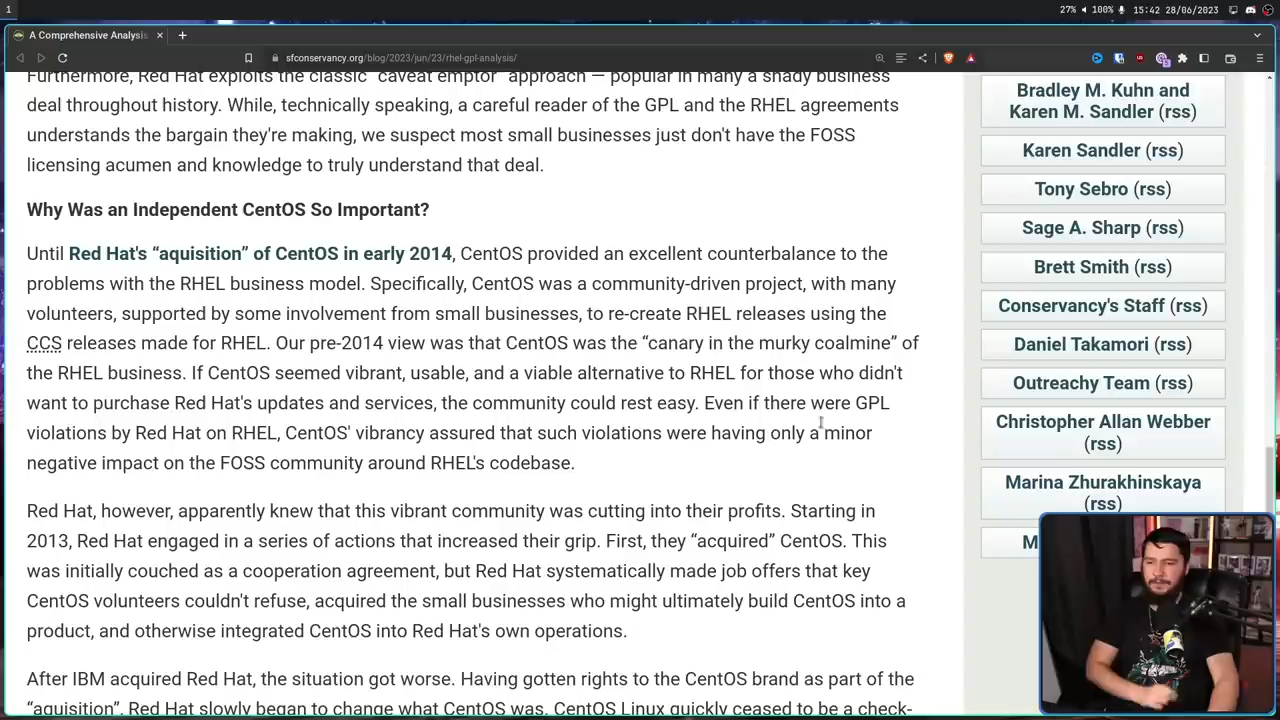 1
27%
100%
15:42 28/06/2023
A Comprehensive Analysis
sfconservancy.org/blog/2023/jun/23/rhel-gpl-analysis/
Furthermore, Red Hat exploits the classic “caveat emptor” approach — popular in many a shady business
deal throughout history. While, technically speaking, a careful reader of the GPL and the RHEL agreements
understands the bargain they're making, we suspect most small businesses just don't have the FOSS
licensing acumen and knowledge to truly understand that deal.
Why Was an Independent CentOS So Important?
Until Red Hat's “aquisition” of CentOS in early 2014, CentOS provided an excellent counterbalance to the
problems with the RHEL business model. Specifically, CentOS was a community-driven project, with many
volunteers, supported by some involvement from small businesses, to re-create RHEL releases using the
CCS releases made for RHEL. Our pre-2014 view was that CentOS was the “canary in the murky coalmine” of
the RHEL business. If CentOS seemed vibrant, usable, and a viable alternative to RHEL for those who didn't
want to purchase Red Hat's updates and services, the community could rest easy. Even if there were GPL
violations by Red Hat on RHEL, CentOS' vibrancy assured that such violations were having only a minor
negative impact on the FOSS community around RHEL's codebase.
Red Hat, however, apparently knew that this vibrant community was cutting into their profits. Starting in
2013, Red Hat engaged in a series of actions that increased their grip. First, they “acquired” CentOS. This
was initially couched as a cooperation agreement, but Red Hat systematically made job offers that key
CentOS volunteers couldn't refuse, acquired the small businesses who might ultimately build CentOS into a
product, and otherwise integrated CentOS into Red Hat's own operations.
After IBM acquired Red Hat, the situation got worse. Having gotten rights to the CentOS brand as part of the
“aquisition”, Red Hat slowly began to change what CentOS was. CentOS Linux quickly ceased to be a check-
Bradley M. Kuhn and
Karen M. Sandler (rss)
Karen Sandler (rss)
Tony Sebro (rss)
Sage A. Sharp (rss)
Brett Smith (rss)
Conservancy's Staff (rss)
Daniel Takamori (rss)
Outreachy Team (rss)
Christopher Allan Webber
(rss)
Marina Zhurakhinskaya
(rss)
M